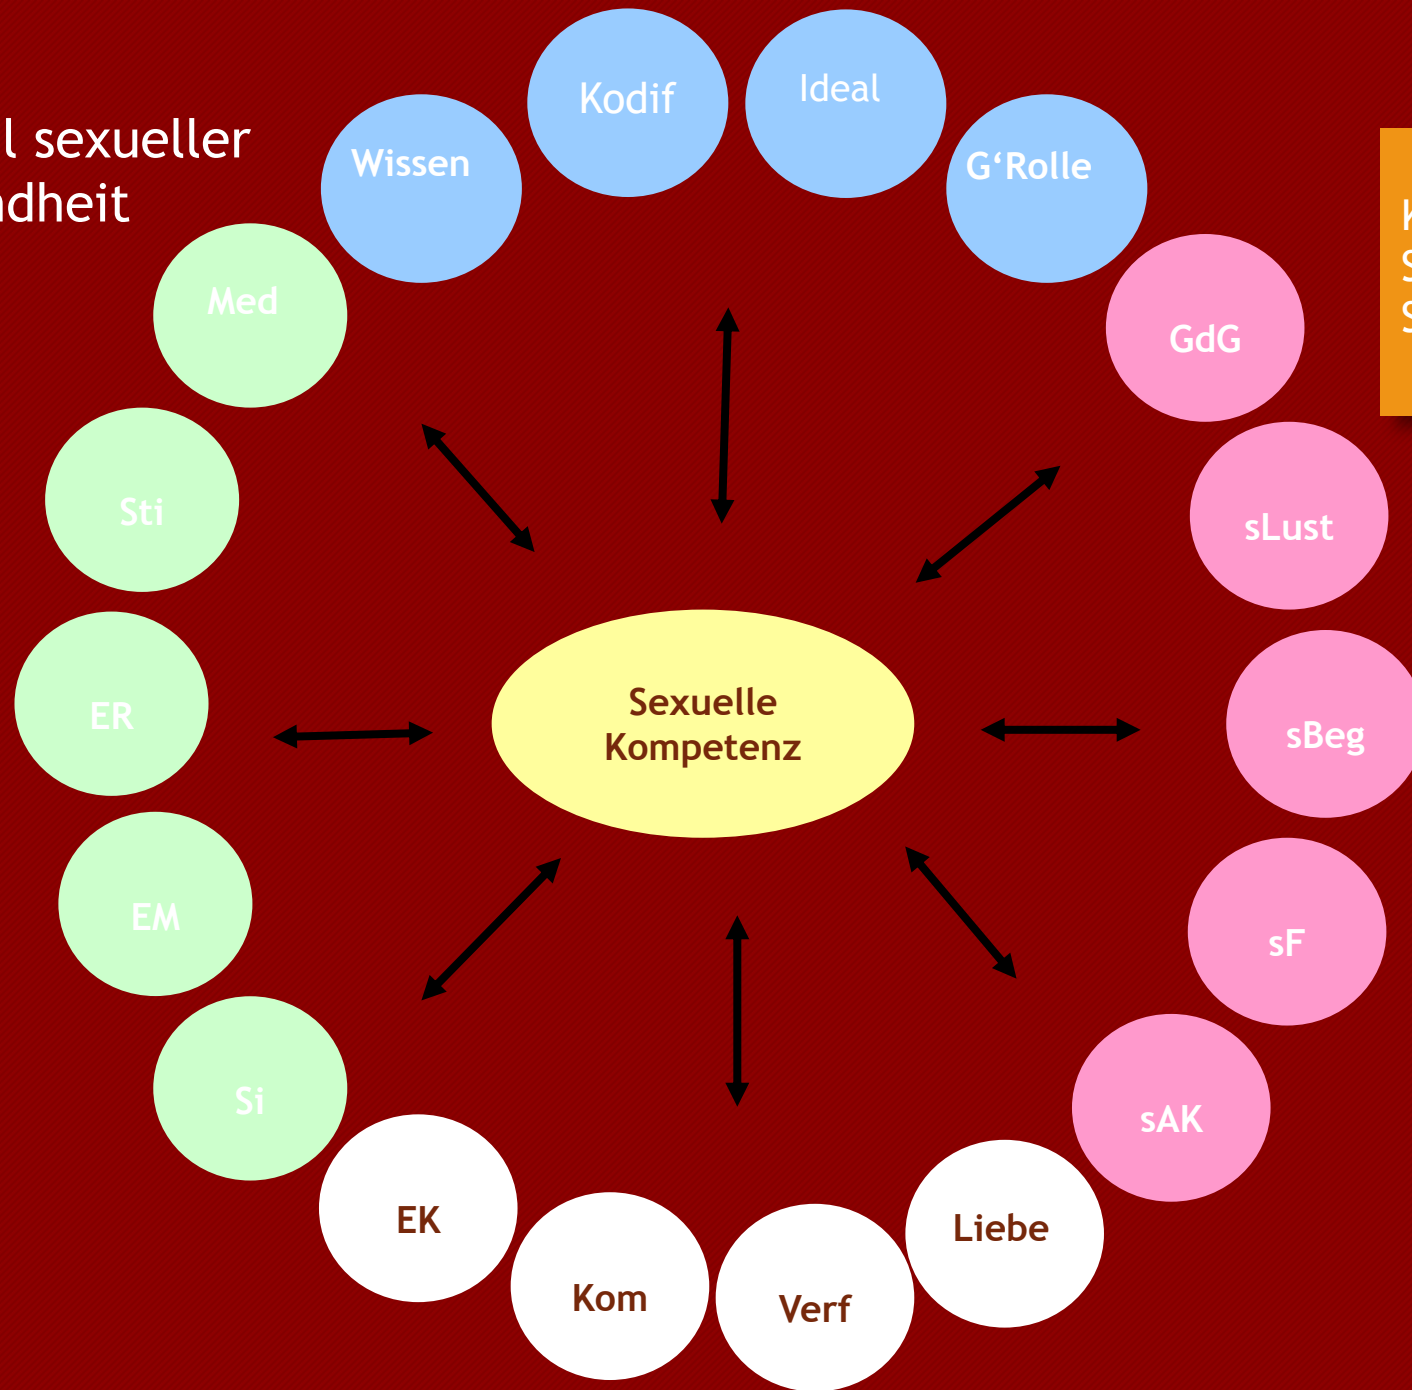 l sexueller
ndheit
Kodif
Ideal
Wissen
G‘Rolle
Med
GdG
Sti
sLust
ER
Sexuelle
Kompetenz
sBeg
EM
sF
Si
sAK
EK
Liebe
Kom
Verf